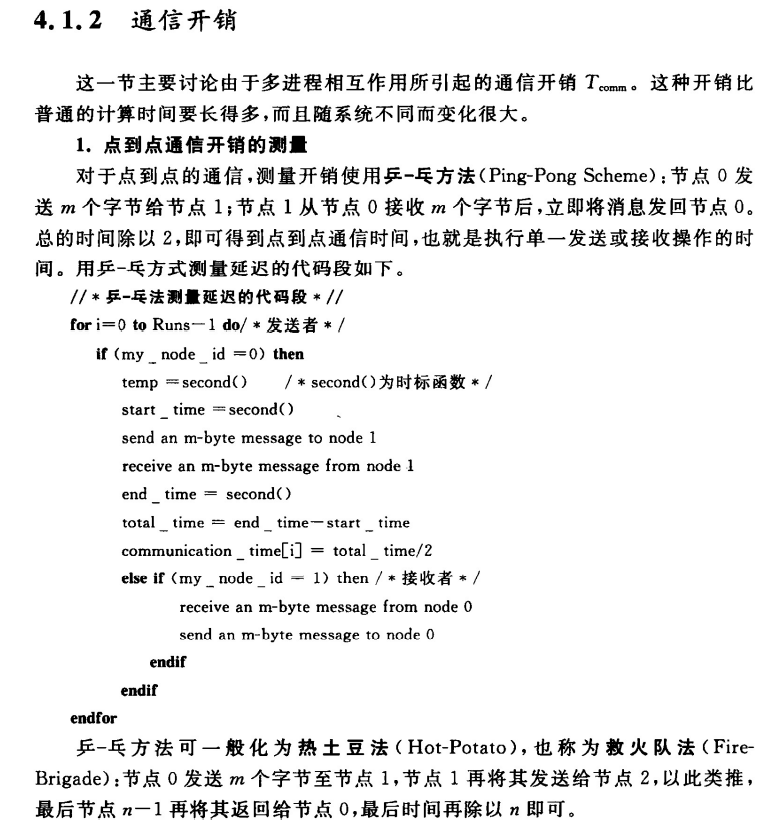 4.1.2 通信开销
这一节主要讨论由于多进程相互作用所引起的通信开销 Tcomm。这种开销比
普通的计算时间要长得多,而且随系统不同而变化很大。
1. 点到点通信开销的测量
对于点到点的通信,测量开销使用乒-乓方法(Ping-Pong Scheme):节点 0 发
送 m 个字节给节点 1;节点 1 从节点 0 接收 m 个字节后,立即将消息发回节点 0。
总的时间除以 2,即可得到点到点通信时间,也就是执行单一发送或接收操作的时
间。用乒-乓方式测量延迟的代码段如下。
//* 乒-乓法测量延迟的代码段 *//
for i=0 to Runs-1 do/* 发送者 */
if (my_node_id =0) then
temp =second() /* second()为时标函数 */
start_time =second()
send an m-byte message to node 1
receive an m-byte message from node 1
end_time = second()
total_time = end_time-start_time
communication_time[i] = total_time/2
else if (my_node_id = 1) then /* 接收者 */
receive an m-byte message from node 0
send an m-byte message to node 0
endif
endif
endfor
乒-乓方法可一般化为热土豆法(Hot-Potato),也称为救火队法(Fire-
Brigade):节点 0 发送 m 个字节至节点 1,节点 1 再将其发送给节点 2,以此类推,
最后节点 n-1 再将其返回给节点 0,最后时间再除以 n 即可。